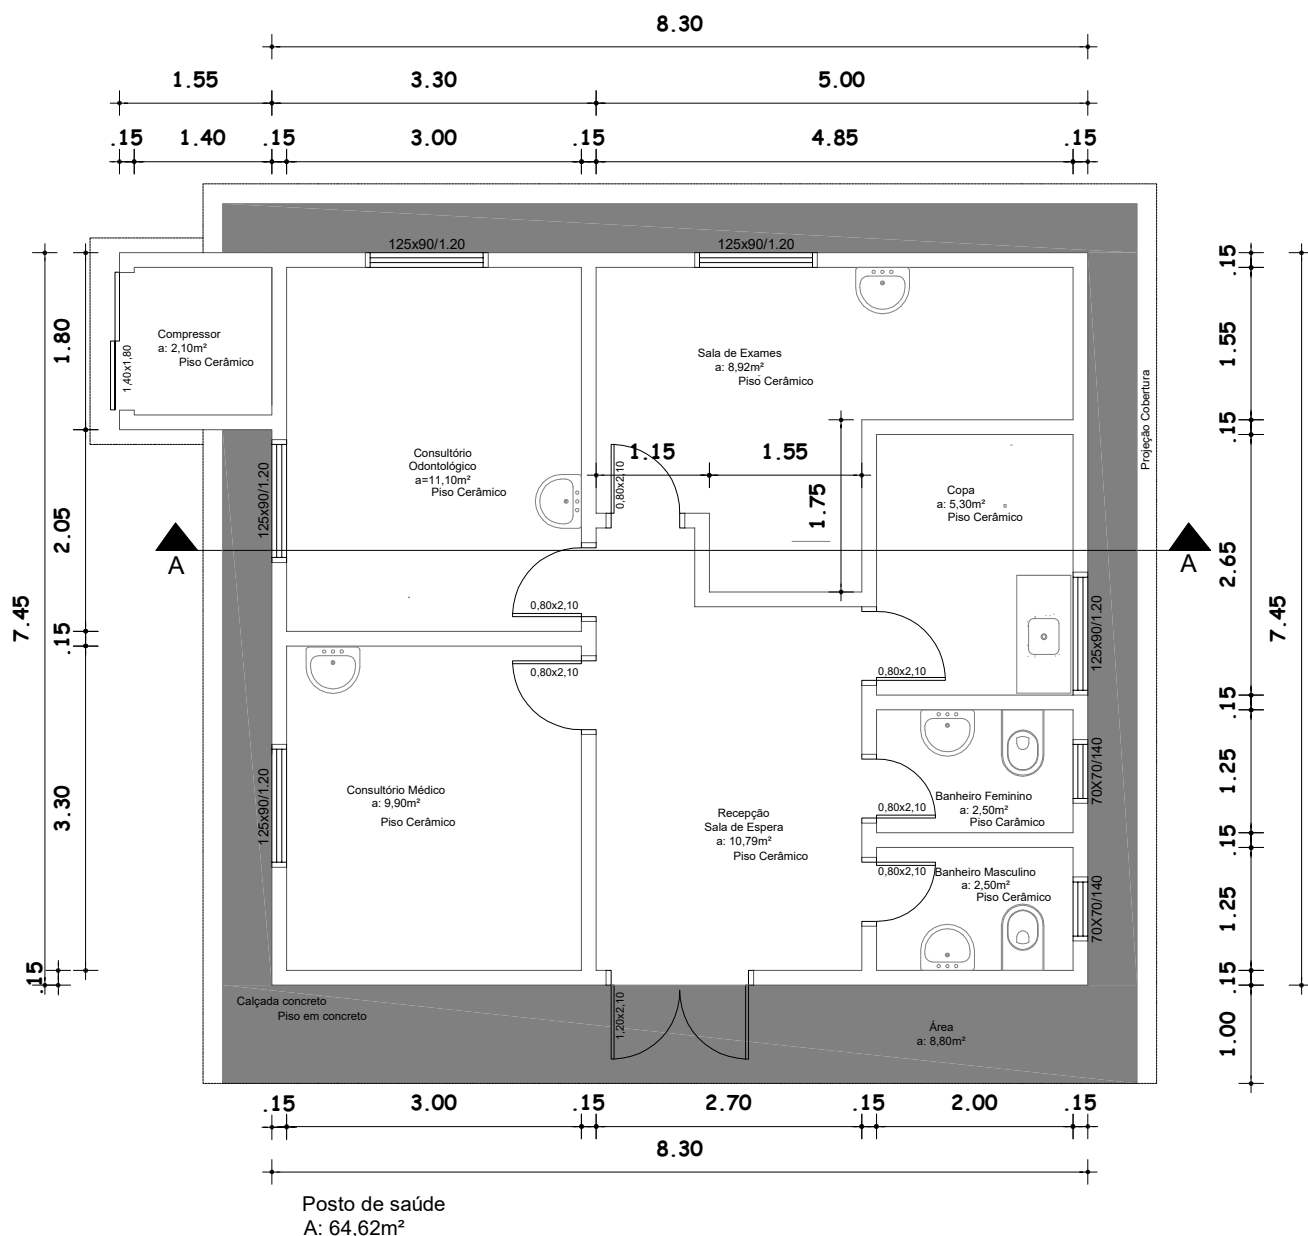 8.30
1.55 3.30 5.00
.15 1.40 .15 3.00 .15 4.85 .15
125x90/1.20 125x90/1.20
.15
1.80
1.55
7.45
7.45
Compressor
a: 2,10m²
Piso Cerâmico
1,40x1,80
Sala de Exames
a: 8,92m²
Piso Cerâmico
Projeção Cobertura
.15
Consultório
Odontológico
a=11,10m²
Piso Cerâmico
125x90/1.20
0,80x2,10
1.15 1.55
1.75
Copa
a: 5,30m²
Piso Cerâmico
2.05
2.65
A A
0,80x2,10
125x90/1.20
.15
0,80x2,10
0,80x2,10
.15
3.30
125x90/1.20
Consultório Médico
a: 9,90m²
Piso Cerâmico
Recepção
Sala de Espera
a: 10,79m²
Piso Cerâmico
Banheiro Feminino
a: 2,50m²
Piso Carâmico
0,80x2,10
70X70/140
1.25
.15
0,80x2,10
Banheiro Masculino
a: 2,50m²
Piso Cerâmico
70X70/140
1.25
.15
.15
Calçada concreto
Piso em concreto
1,20x2,10
Área
a: 8,80m²
1.00
.15 3.00 .15 2.70 .15 2.00 .15
8.30
Posto de saúde
A: 64,62m²